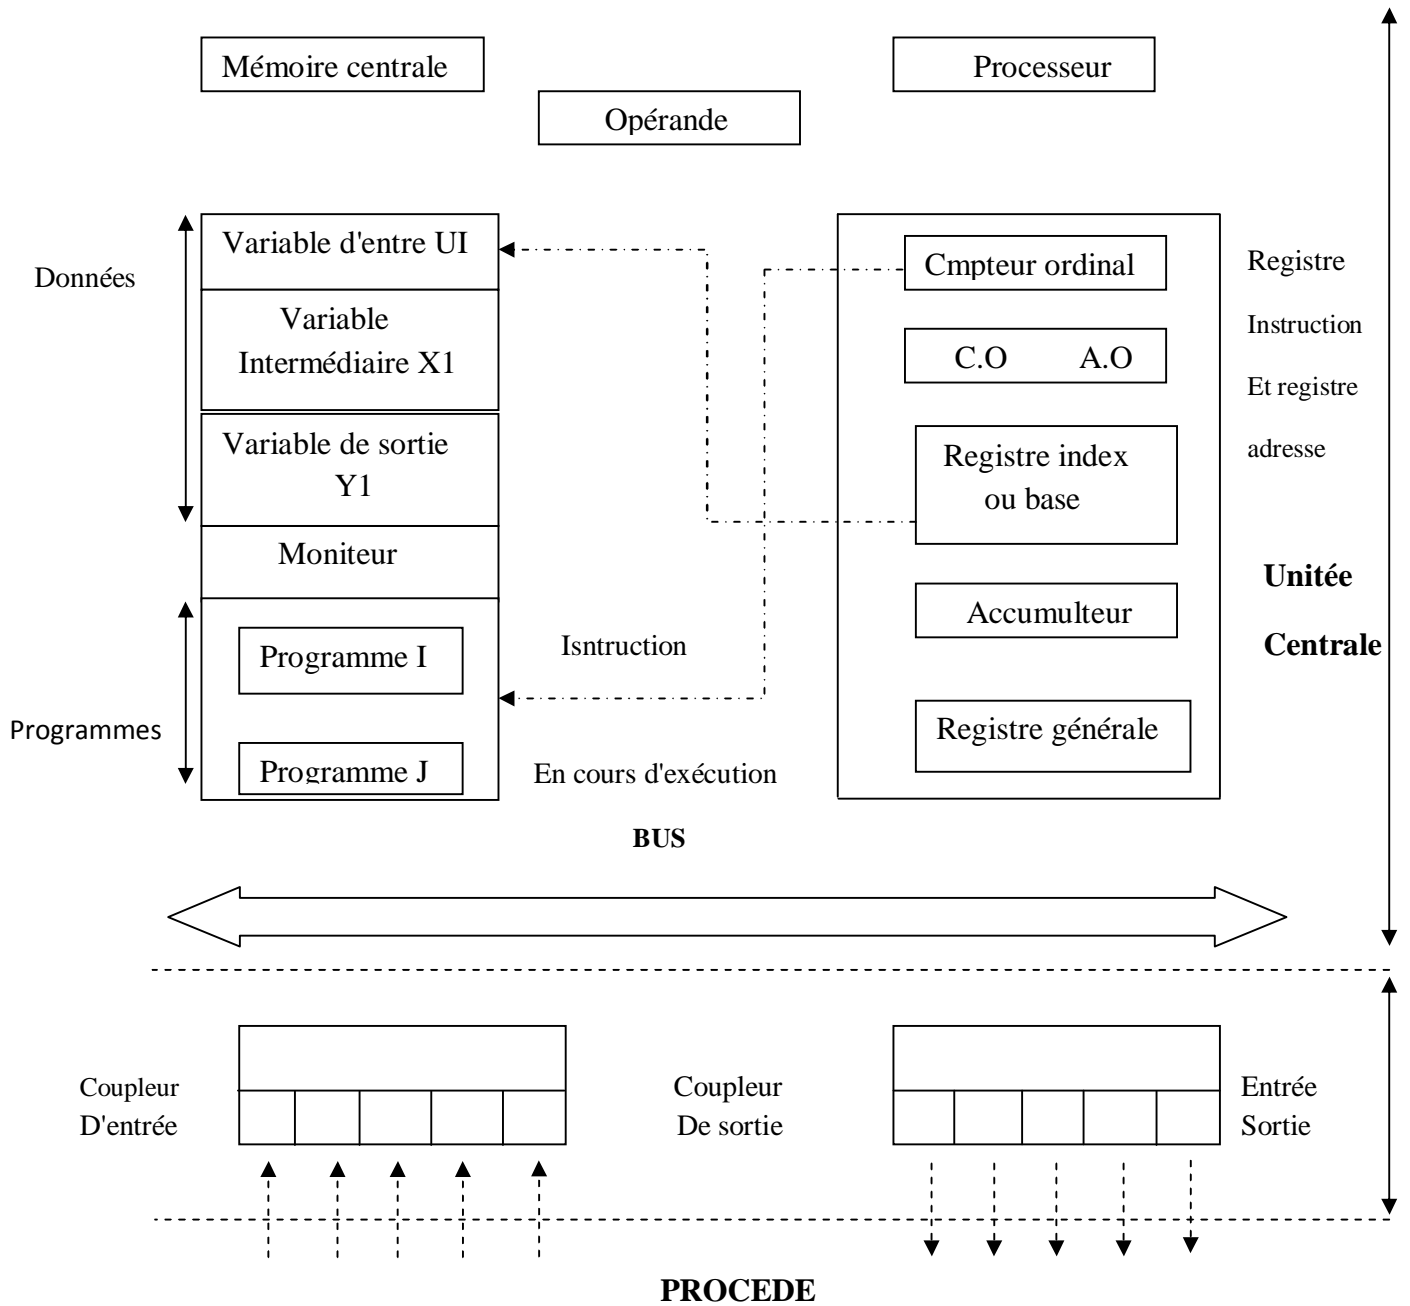 Mémoire centrale
Processeur
Opérande
Données
Variable d'entre UI
Variable
Intermédiaire X1
Variable de sortie
Y1
Moniteur
Programmes
Programme I
Programme J
Isntruction
En cours d'exécution
Cmpteur ordinal
C.O A.O
Registre index
ou base
Accumulteur
Registre générale
Registre
Instruction
Et registre
adresse
Unitée
Centrale
BUS
Coupleur
D'entrée
Coupleur
De sortie
Entrée
Sortie
PROCEDE